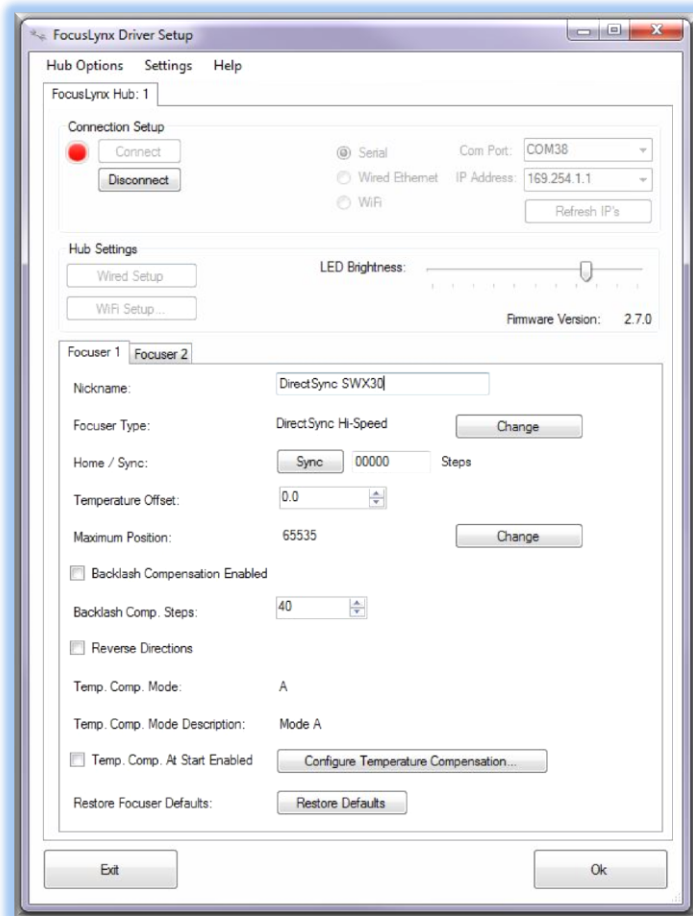 FocusLynx Driver Setup
Hub Options Settings Help
FocusLynx Hub: 1
Connection Setup
Connect Serial Com Port: COM38
Disconnect Wired Ethernet IP Address: 169.254.1.1
WiFi Refresh IP's
Hub Settings
Wired Setup LED Brightness:
WiFi Setup...
Firmware Version: 2.7.0
Focuser 1 Focuser 2
Nickname: DirectSync SWX30
Focuser Type: DirectSync Hi-Speed Change
Home / Sync: Sync 00000 Steps
Temperature Offset: 0.0
Maximum Position: 65535 Change
Backlash Compensation Enabled
Backlash Comp. Steps: 40
Reverse Directions
Temp. Comp. Mode: A
Temp. Comp. Mode Description: Mode A
Temp. Comp. At Start Enabled Configure Temperature Compensation...
Restore Focuser Defaults: Restore Defaults
Exit Ok